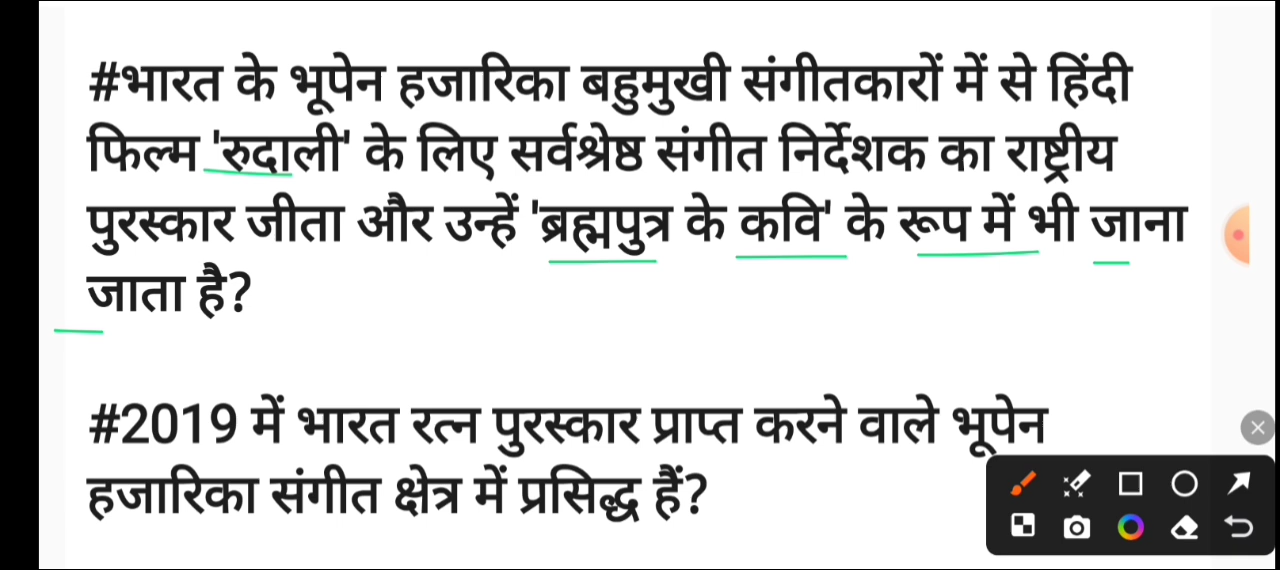 #भारत के भूपेन हजारिका बहुमुखी संगीतकारों में से हिंदी
फिल्म 'रुदाली' के लिए सर्वश्रेष्ठ संगीत निर्देशक का राष्ट्रीय
पुरस्कार जीता और उन्हें 'ब्रह्मपुत्र के कवि' के रूप में भी जाना
जाता है?
#2019 में भारत रत्न पुरस्कार प्राप्त करने वाले भूपेन
हजारिका संगीत क्षेत्र में प्रसिद्ध हैं?